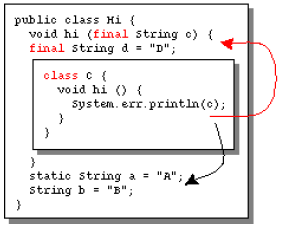 public class Hi {
void hi (final String c) {
final String d = "D";
class C {
void hi () {
System.err.println(c);
}
}
}
static String a = "A";
String b = "B";
}